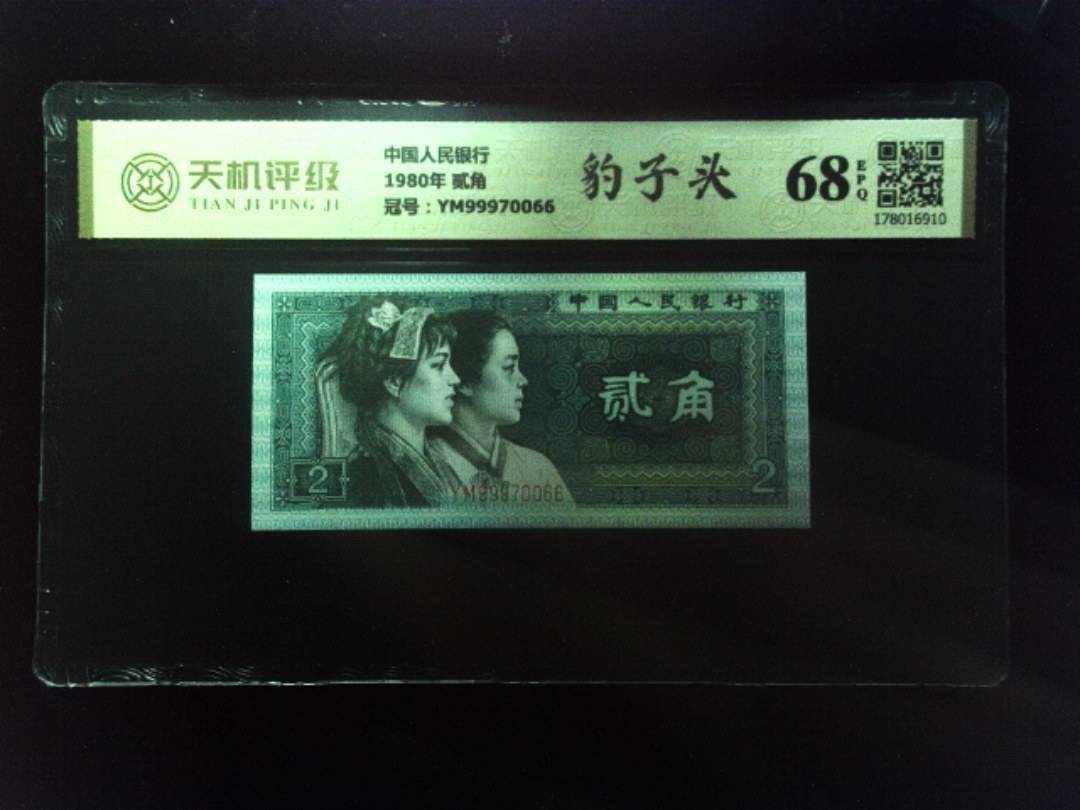 天机评级
TIAN JI PING JI
中国人民银行
1980年 贰角
冠号：YM99970066
豹子头
68
EPQ
178016910
中国人民银行
贰角
2
2
YM99970066